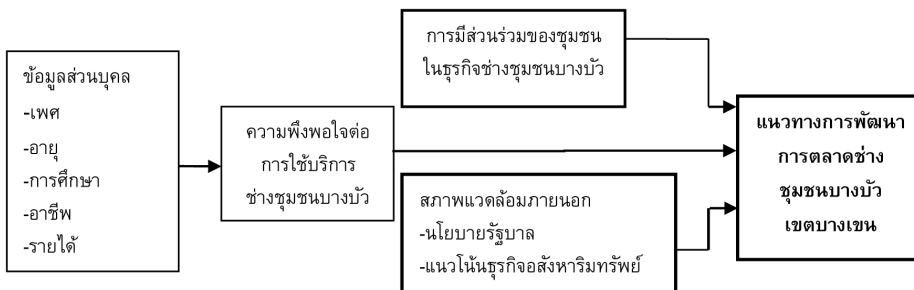 ข้อมูลส่วนบุคล
-เพศ
-อายุ
-การศึกษา
-อาชีพ
-รายได้
ความพึงพอใจต่อ
การใช้บริการ
ช่างชุมชนบางบัว
การมีส่วนร่วมของชุมชน
ในธุรกิจช่างชุมชนบางบัว
สภาพแวดล้อมภายนอก
-นโยบายรัฐบาล
-แนวโน้นธุรกิจอสังหาริมทรัพย์
แนวทางการพัฒนา
การตลาดช่าง
ชุมชนบางบัว
เขตบางเขน